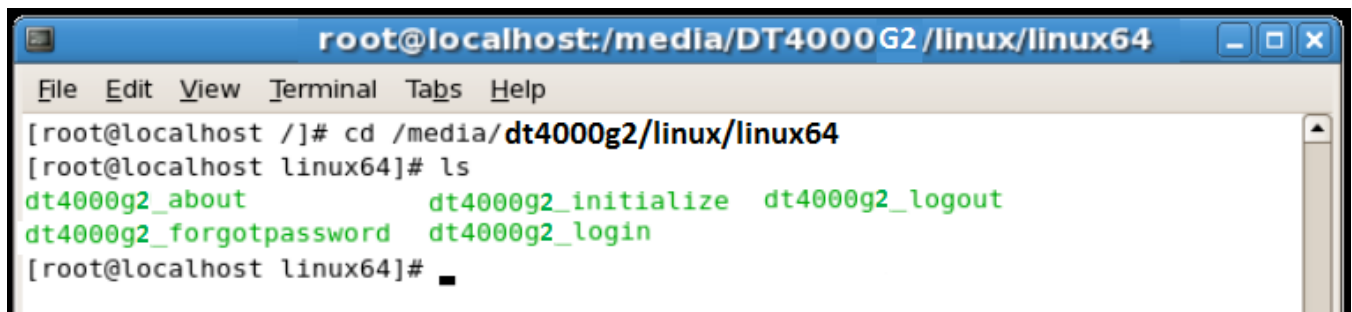 root@localhost:/media/DT4000G2/linux/linux64
File Edit View Terminal Tabs Help
[root@localhost /]# cd /media/dt4000g2/linux/linux64
[root@localhost linux64]# ls
dt4000g2_about dt4000g2_initialize dt4000g2_logout
dt4000g2_forgotpassword dt4000g2_login
[root@localhost linux64]#